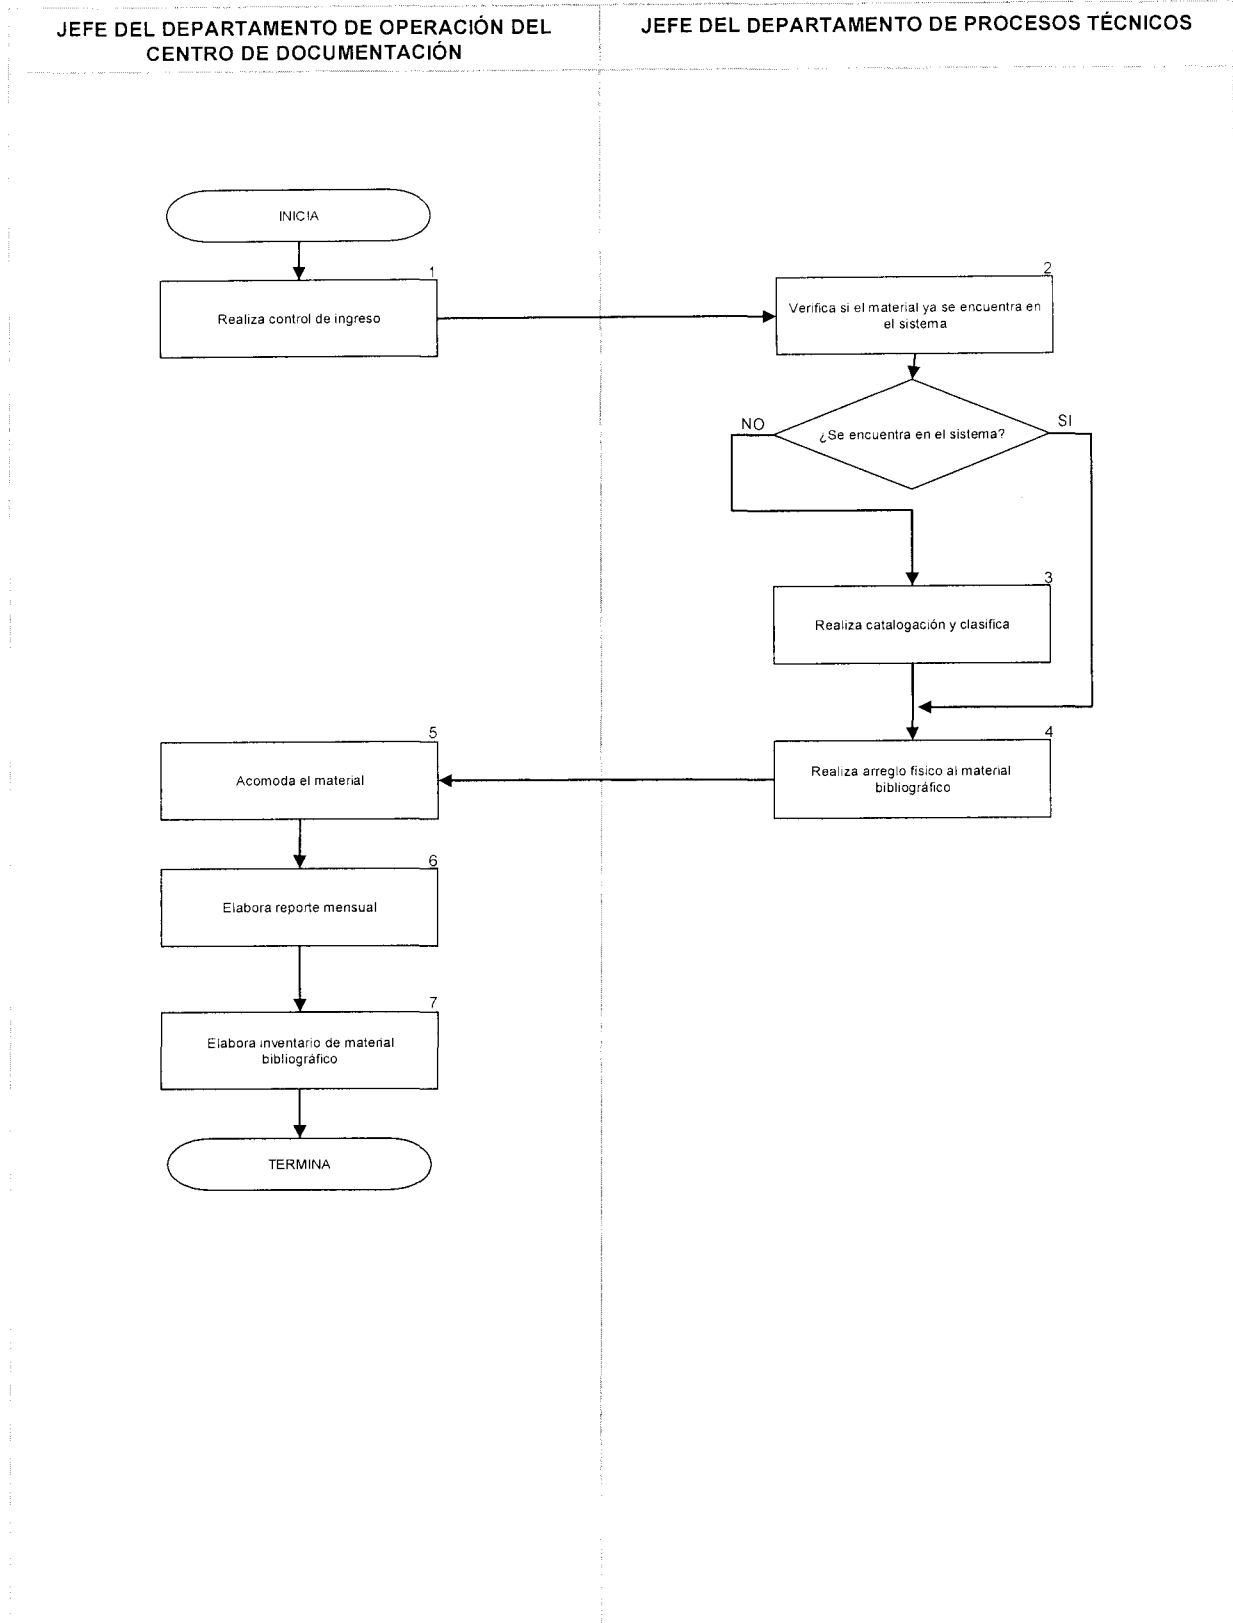 JEFE DEL DEPARTAMENTO DE OPERACIÓN DEL
CENTRO DE DOCUMENTACIÓN
JEFE DEL DEPARTAMENTO DE PROCESOS TÉCNICOS
INICIA
1
Realiza control de ingreso
2
Verifica si el material ya se encuentra en
el sistema
NO
¿Se encuentra en el sistema?
SI
3
Realiza catalogación y clasifica
4
Realiza arreglo físico al material
bibliográfico
5
Acomoda el material
6
Elabora reporte mensual
7
Elabora inventario de material
bibliográfico
TERMINA